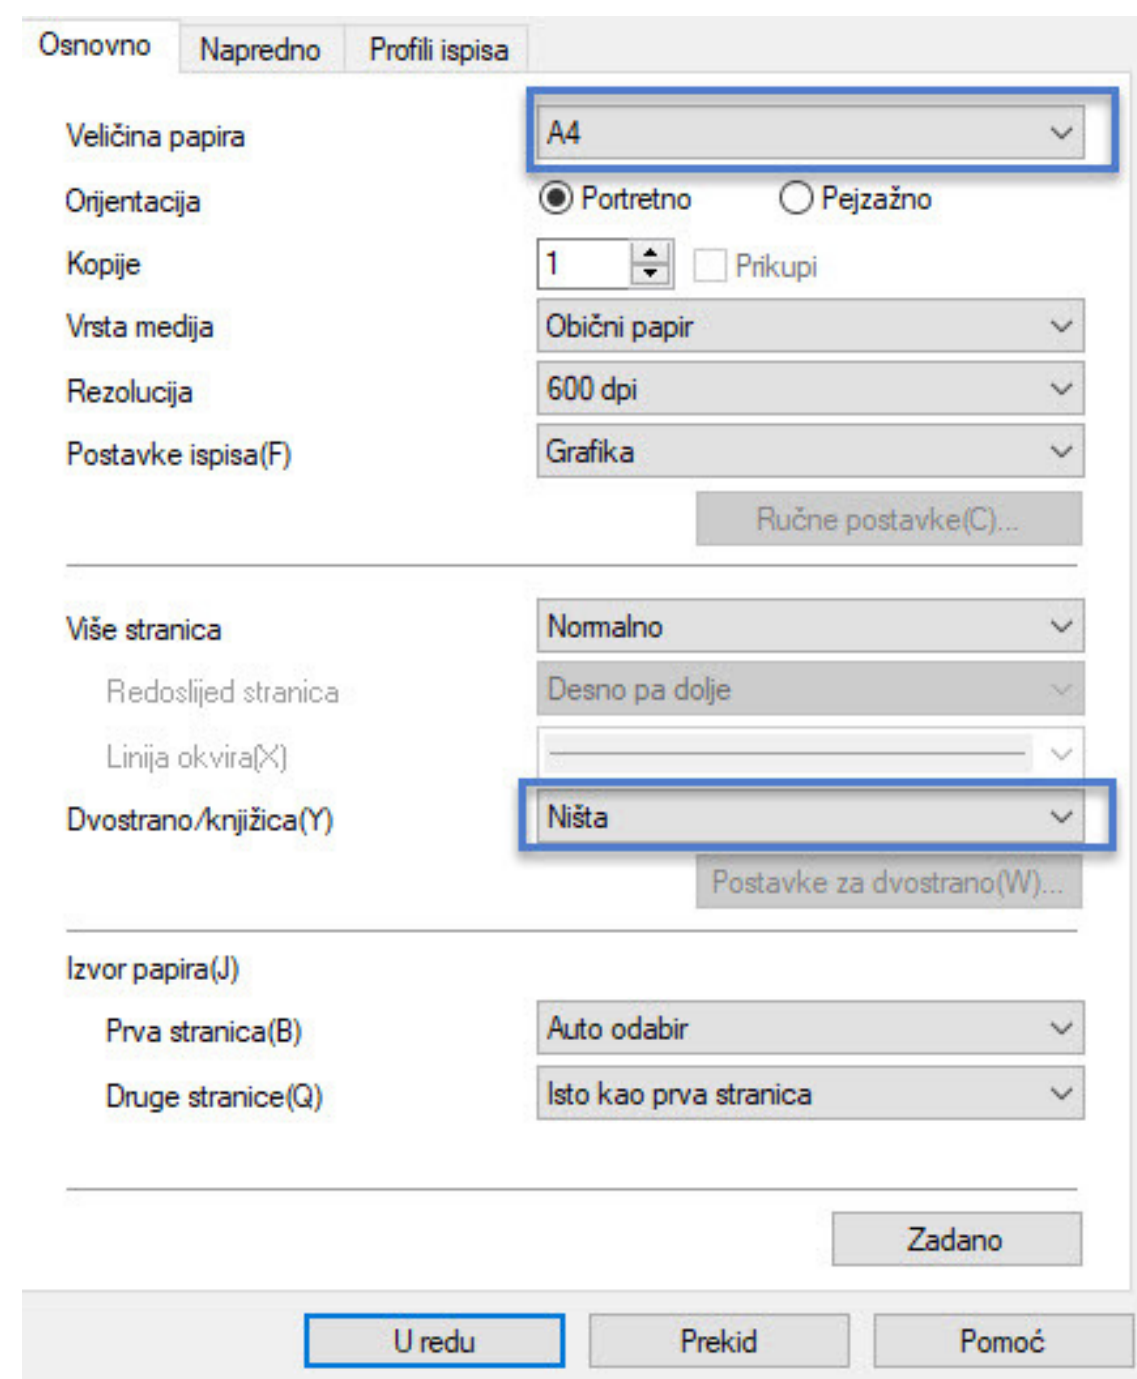 Osnovno Napredno Profili ispisa
Veličina papira A4
Orijentacija Portretno Pejzažno
Kopije 1 Prikupi
Vrsta medija Obični papir
Rezolucija 600 dpi
Postavke ispisa(F) Grafika
Ručne postavke(C)...
Više stranica Normalno
Redoslijed stranica Desno pa dolje
Linija okvira(X)
Dvostrano/knjižica(Y) Ništa
Postavke za dvostrano(W)...
Izvor papira(J)
Prva stranica(B) Auto odabir
Druge stranice(Q) Isto kao prva stranica
Zadano
U redu Prekid Pomoć